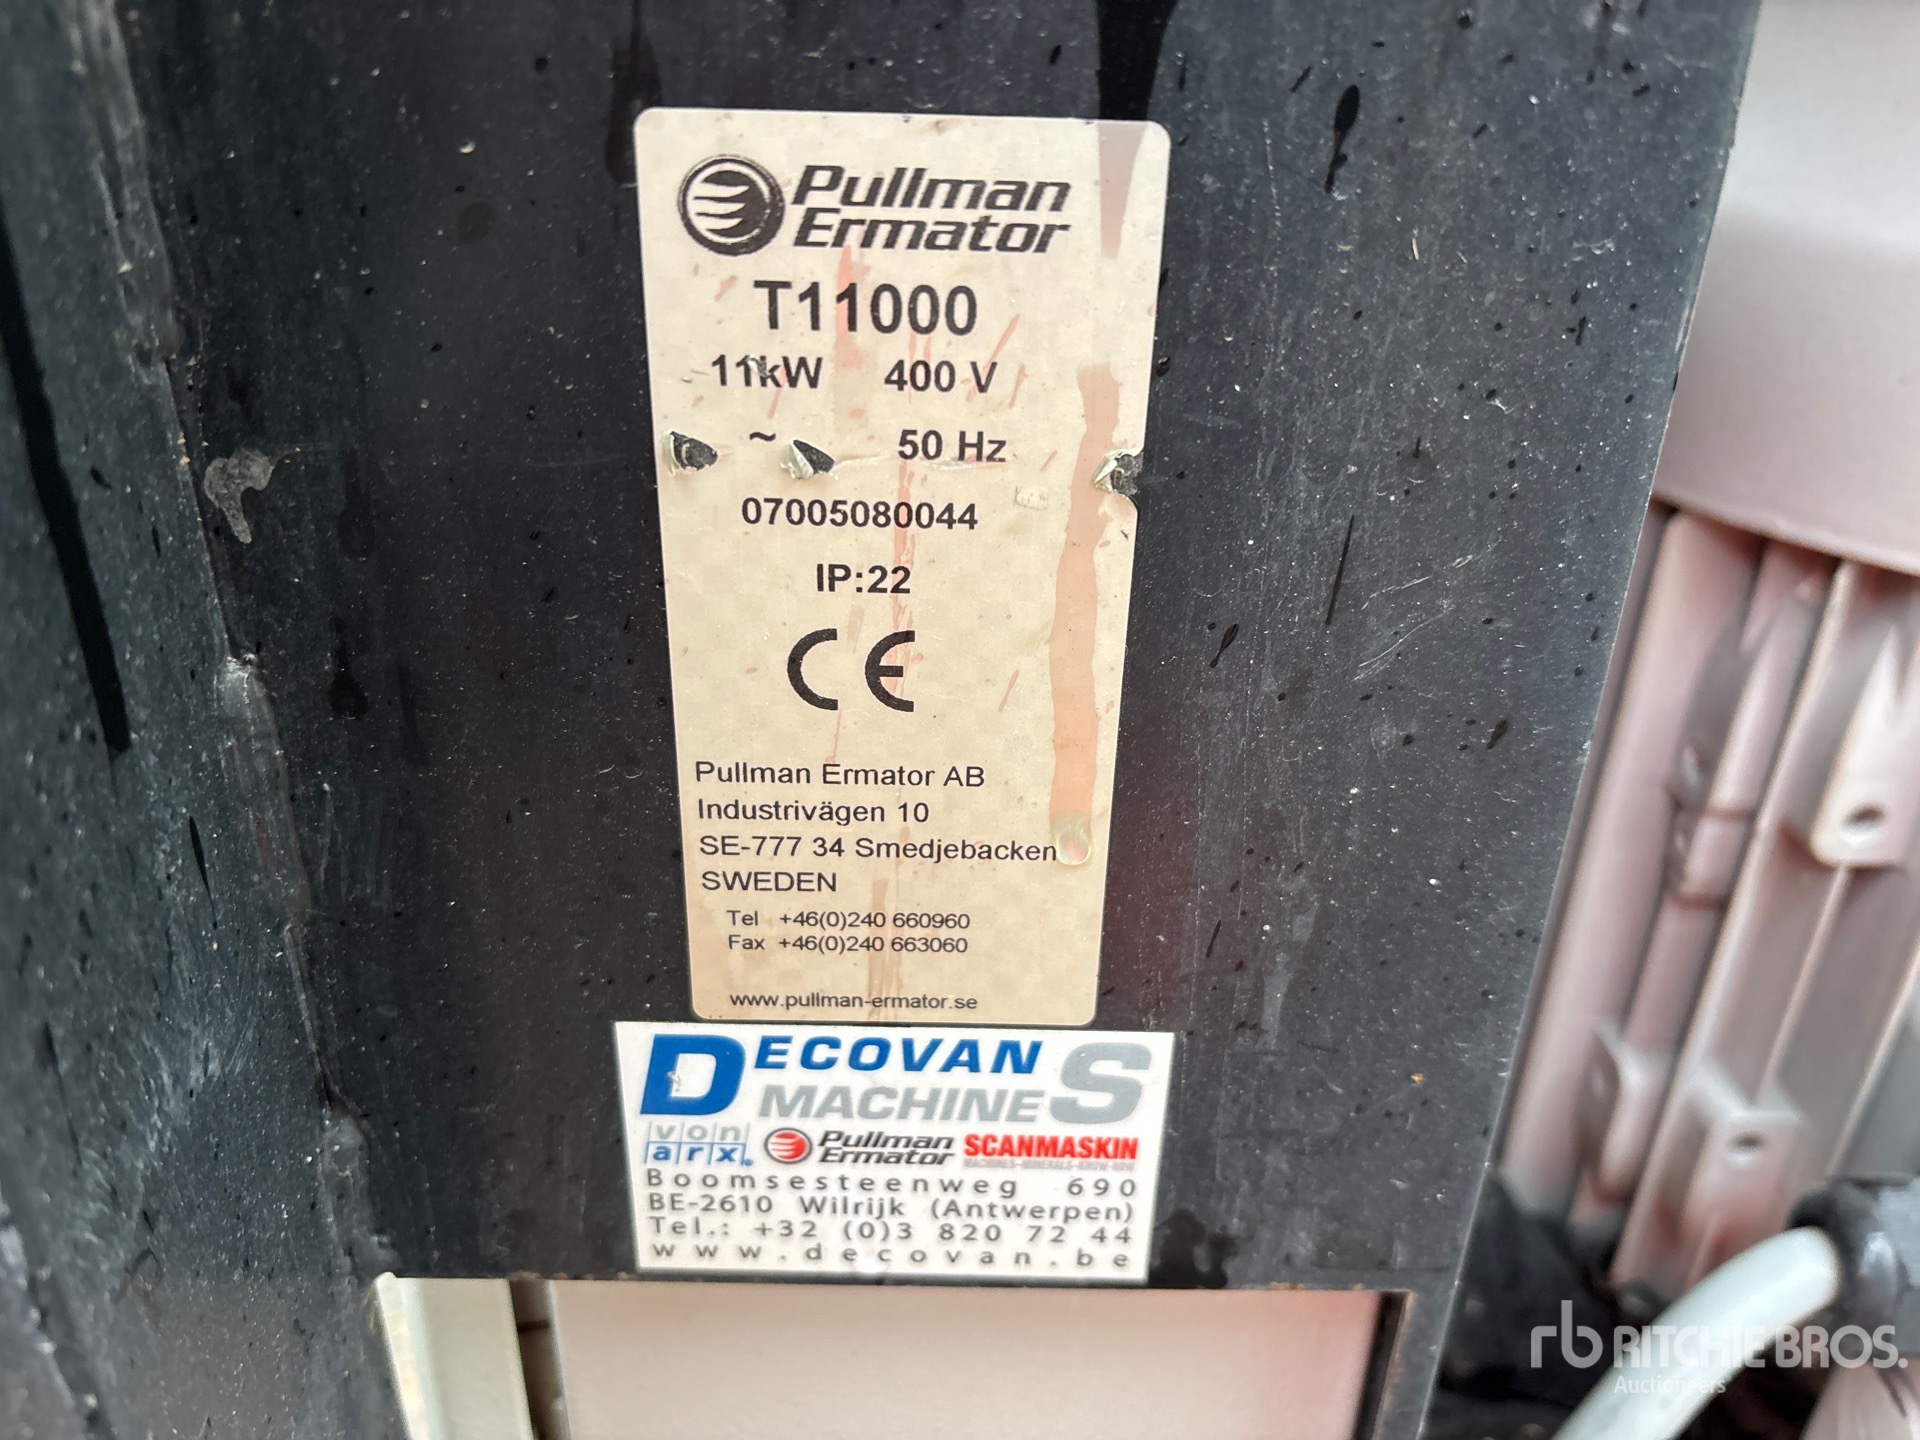 Pullman
Ermator
T11000
11kW 400 V
~ 50 Hz
07005080044
IP:22
CE
Pullman Ermator AB
Industrivägen 10
SE-777 34 Smedjebacken
SWEDEN
Tel +46(0)240 660960
Fax +46(0)240 663060
www.pullman-ermator.se
DECOVAN
MACHINES
von
arx.
Pullman
Ermator
SCANMASKIN
Boomsesteenweg 690
BE-2610 Wilrijk (Antwerpen)
Tel.: +32 (0)3 820 72 44
www.decovan.be
rb RITCHIE BROS.
Auctioneers